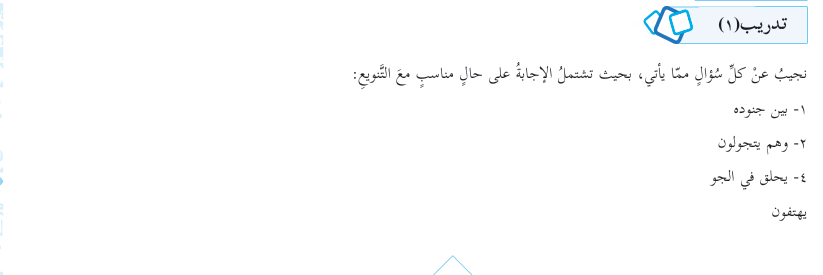 تدريب(١)
نجيبُ عنْ كلِّ سُؤالٍ ممّا يأتي، بحيث تشتملُ الإجابةُ على حالٍ مناسبٍ معَ التَّنويعِ:
١- بين جنوده
٢- وهم يتجولون
٤- يحلق في الجو
يهتفون